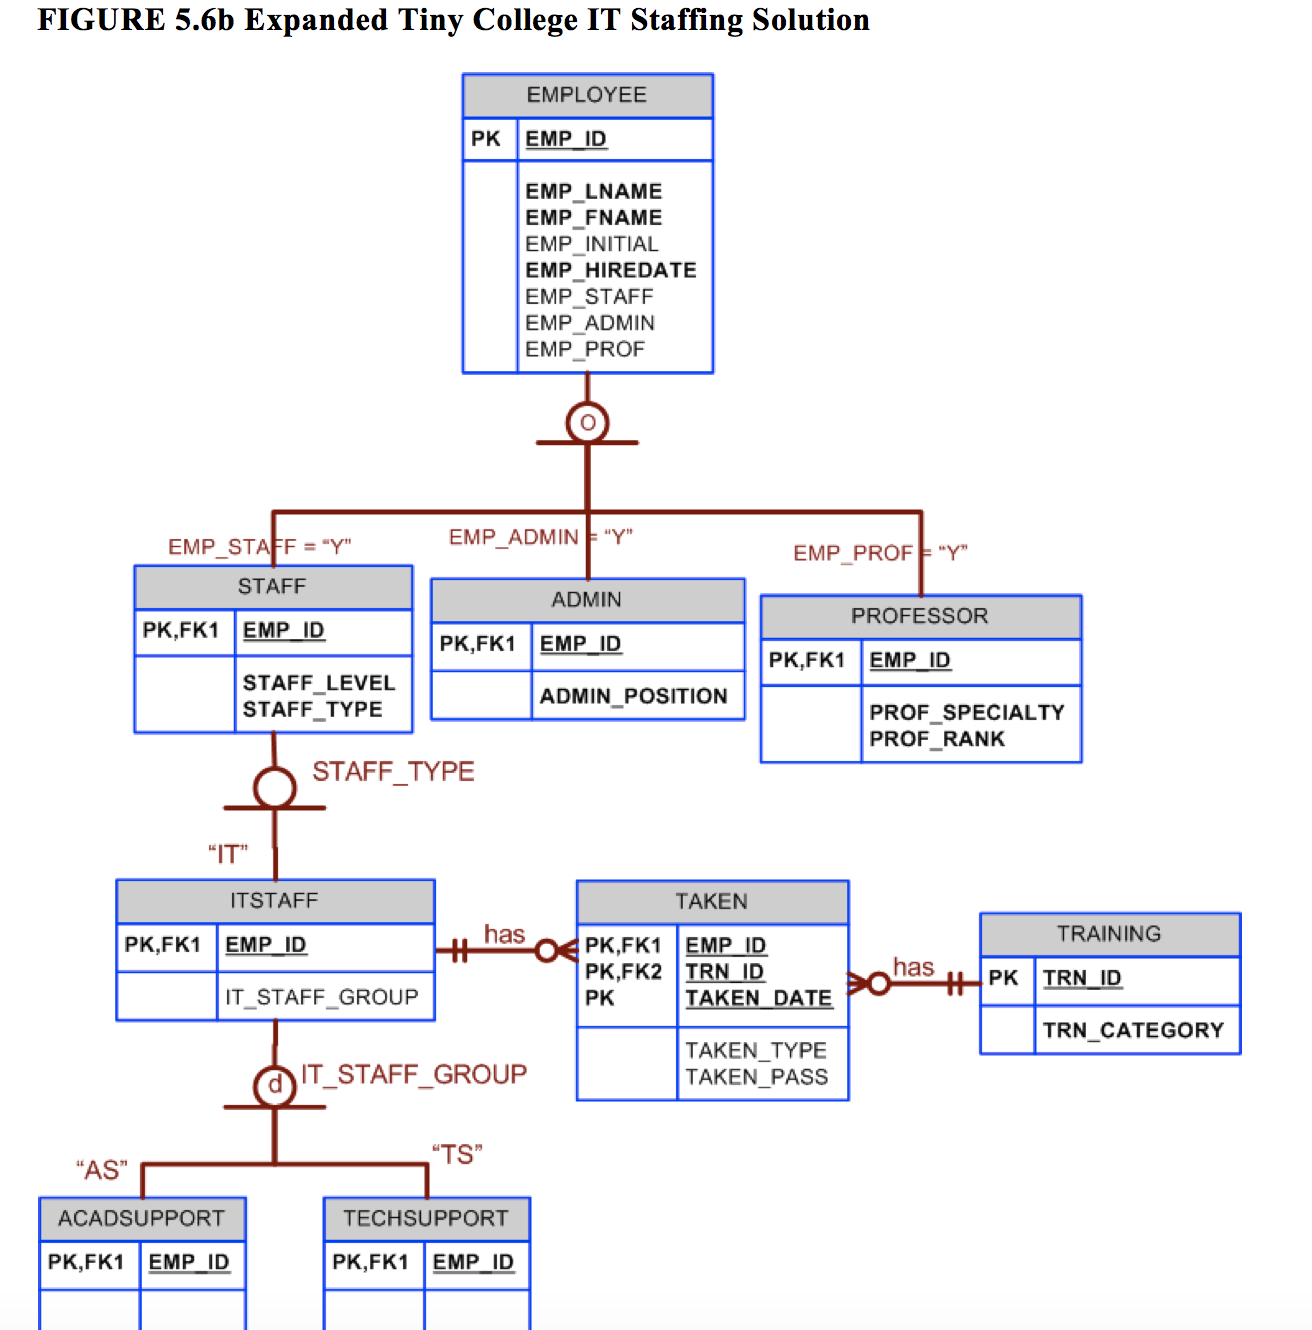 FIGURE 5.6b Expanded Tiny College IT Staffing Solution
EMPLOYEE
PK EMP_ID
EMP_LNAME
EMP_FNAME
EMP_INITIAL
EMP_HIREDATE
EMP_STAFF
EMP_ADMIN
EMP_PROF
O
EMP_STAFF = “Y”
EMP_ADMIN = “Y”
EMP_PROF = “Y”
STAFF
PK,FK1 EMP_ID
STAFF_LEVEL
STAFF_TYPE
ADMIN
PK,FK1 EMP_ID
ADMIN_POSITION
PROFESSOR
PK,FK1 EMP_ID
PROF_SPECIALTY
PROF_RANK
STAFF_TYPE
“IT”
ITSTAFF
PK,FK1 EMP_ID
IT_STAFF_GROUP
has
TAKEN
PK,FK1 EMP_ID
PK,FK2 TRN_ID
PK TAKEN_DATE
TAKEN_TYPE
TAKEN_PASS
has
TRAINING
PK TRN_ID
TRN_CATEGORY
d
IT_STAFF_GROUP
“AS”
“TS”
ACADSUPPORT
PK,FK1 EMP_ID
TECHSUPPORT
PK,FK1 EMP_ID